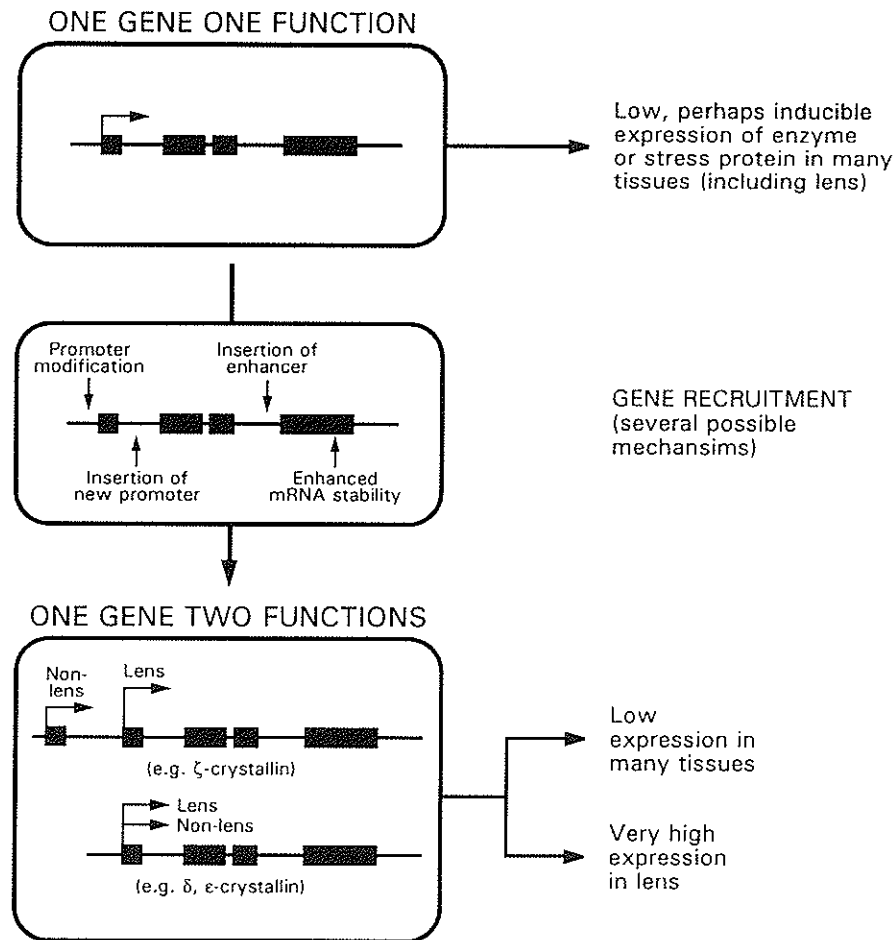 ONE GENE ONE FUNCTION
Low, perhaps inducible
expression of enzyme
or stress protein in many
tissues (including lens)
Promoter
modification
Insertion of
enhancer
Insertion of
new promoter
Enhanced
mRNA stability
GENE RECRUITMENT
(several possible
mechansims)
ONE GENE TWO FUNCTIONS
Non-
lens
Lens
(e.g. ζ-crystallin)
Lens
Non-lens
(e.g. δ, ε-crystallin)
Low
expression in
many tissues
Very high
expression
in lens